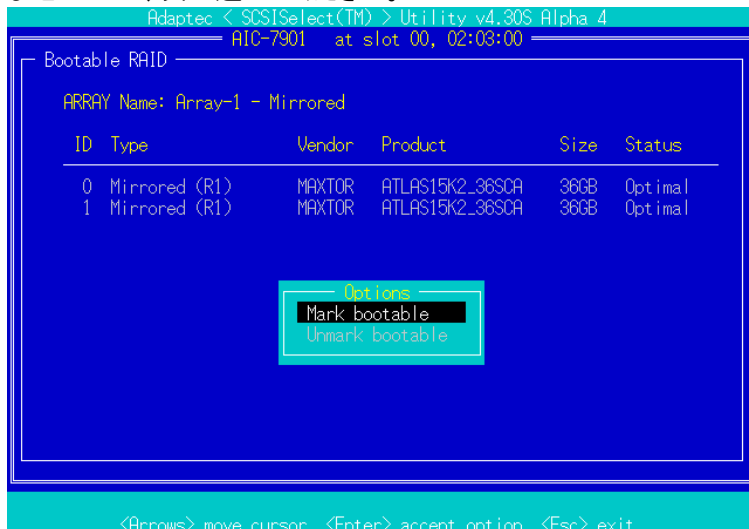 Adaptec < SCSISelect(TM) > Utility v4.30S Alpha 4
AIC-7901 at slot 00, 02:03:00
Bootable RAID
ARRAY Name: Array-1 - Mirrored
ID Type Vendor Product Size Status
0 Mirrored (R1) MAXTOR ATLAS15K2_36SCA 36GB Optimal
1 Mirrored (R1) MAXTOR ATLAS15K2_36SCA 36GB Optimal
Options
Mark bootable
Unmark bootable
<Arrows> move cursor, <Enter> accept option, <Esc> exit